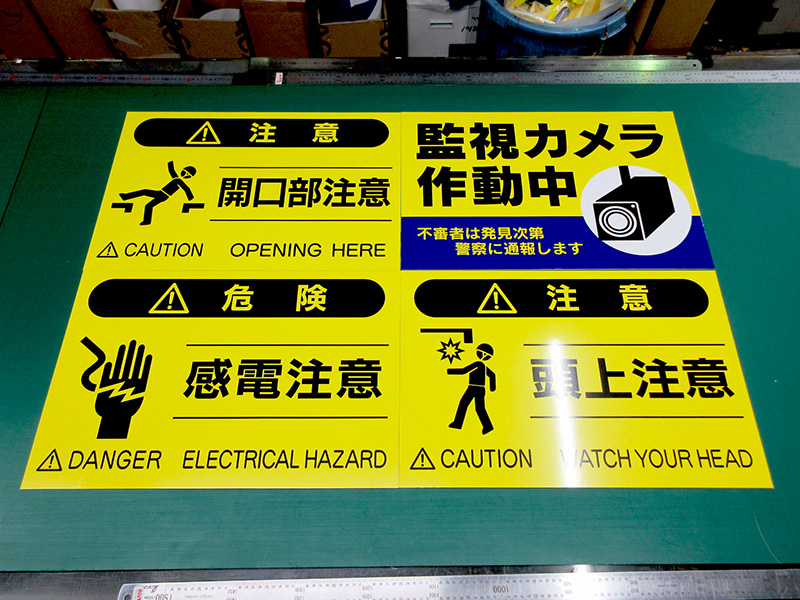 注意
開口部注意
CAUTION OPENING HERE
監視カメラ
作動中
不審者は発見次第
警察に通報します
危険
感電注意
DANGER ELECTRICAL HAZARD
注意
頭上注意
CAUTION WATCH YOUR HEAD